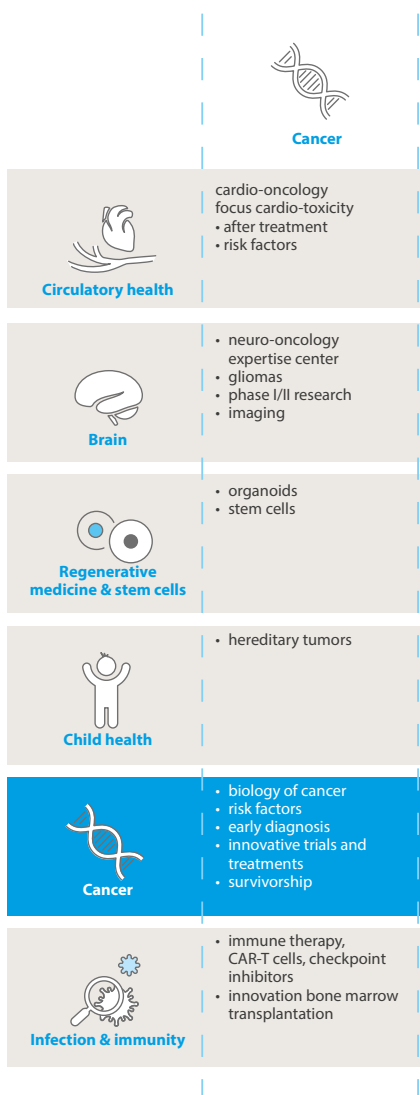 Cancer
cardio-oncology
focus cardio-toxicity
• after treatment
• risk factors
Circulatory health
• neuro-oncology
expertise center
• gliomas
• phase I/II research
• imaging
Brain
• organoids
• stem cells
Regenerative
medicine & stem cells
• hereditary tumors
Child health
• biology of cancer
• risk factors
• early diagnosis
• innovative trials and
treatments
• survivorship
Cancer
• immune therapy,
CAR-T cells, checkpoint
inhibitors
• innovation bone marrow
transplantation
Infection & immunity